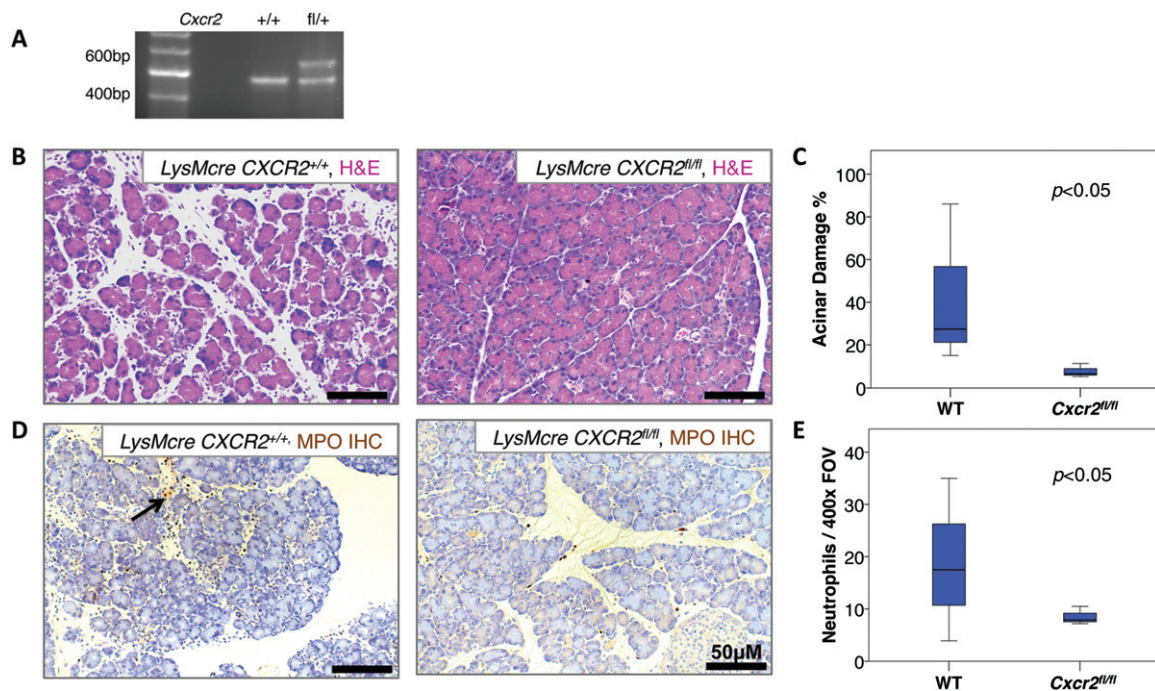 A
Cxcr2 +/+ fl/+
600bp
400bp
B
LysMcre CXCR2+/+, H&E
LysMcre CXCR2fl/fl, H&E
C
Acinar Damage %
100
80
60
40
20
0
p<0.05
WT Cxcr2fl/fl
D
LysMcre CXCR2+/+, MPO IHC
LysMcre CXCR2fl/fl, MPO IHC
50µM
E
Neutrophils / 400x FOV
40
30
20
10
0
p<0.05
WT Cxcr2fl/fl